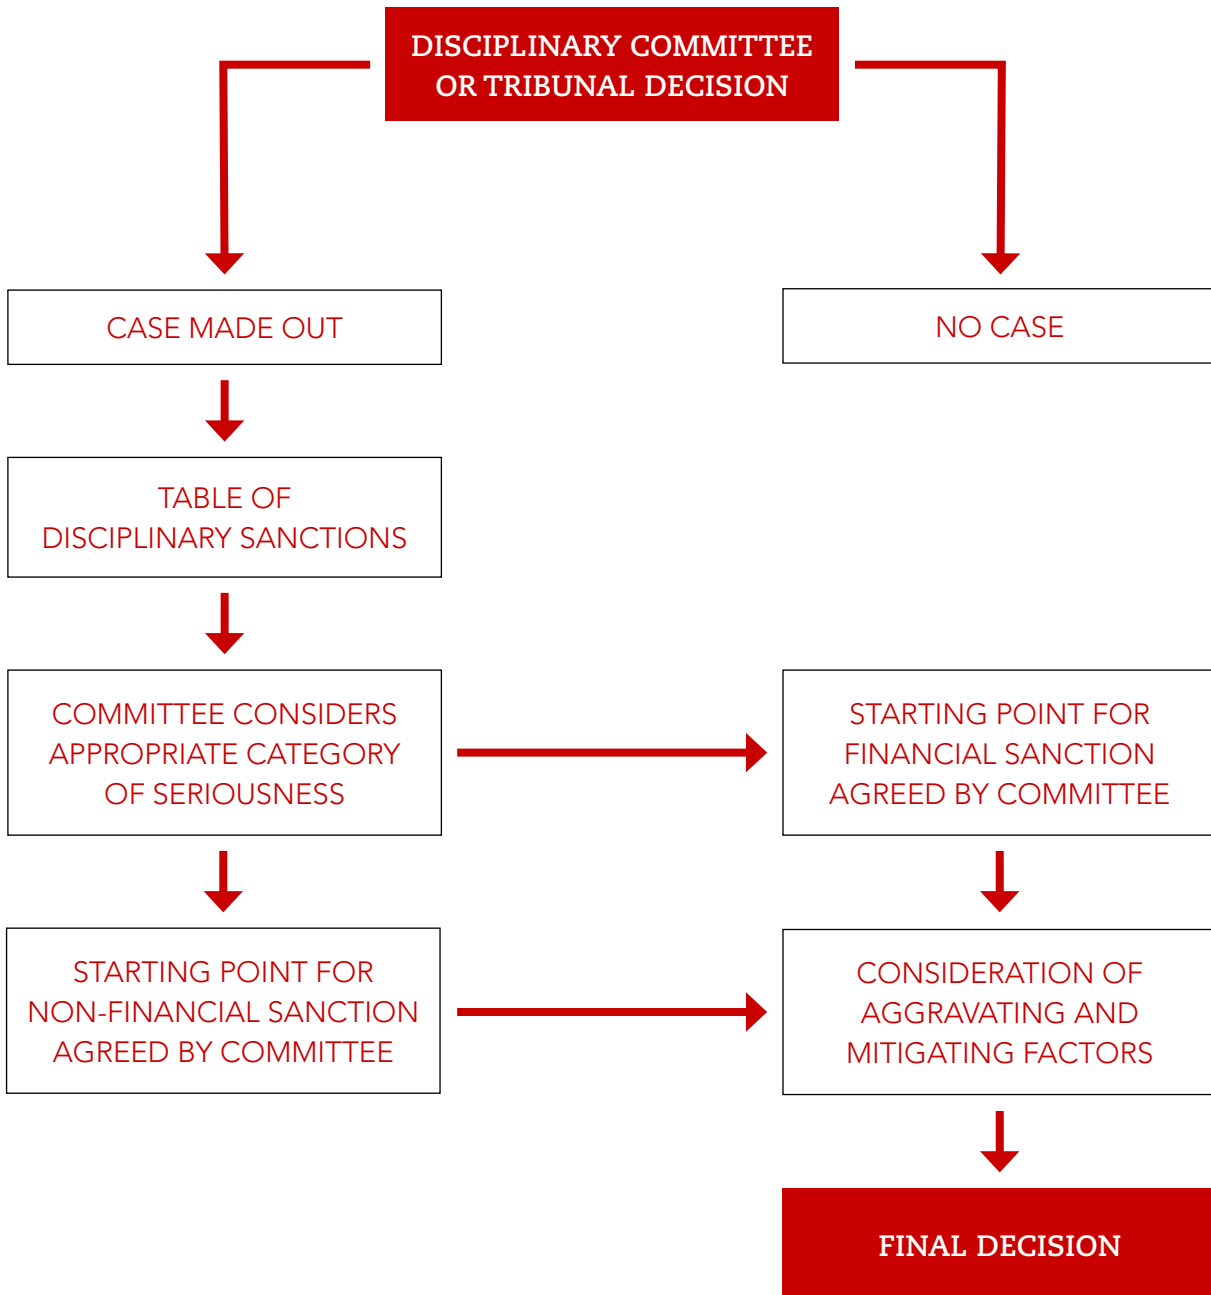 DISCIPLINARY COMMITTEE
OR TRIBUNAL DECISION
CASE MADE OUT
NO CASE
TABLE OF
DISCIPLINARY SANCTIONS
COMMITTEE CONSIDERS
APPROPRIATE CATEGORY
OF SERIOUSNESS
STARTING POINT FOR
FINANCIAL SANCTION
AGREED BY COMMITTEE
STARTING POINT FOR
NON-FINANCIAL SANCTION
AGREED BY COMMITTEE
CONSIDERATION OF
AGGRAVATING AND
MITIGATING FACTORS
FINAL DECISION